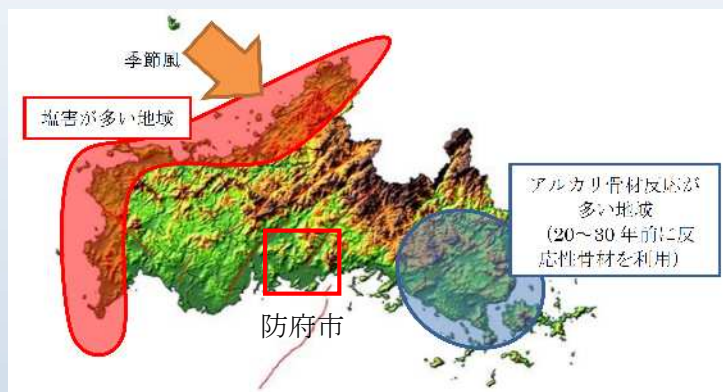 季節風
塩害が多い地域
アルカリ骨材反応が
多い地域
(20～30年前に反
応性骨材を利用)
防府市